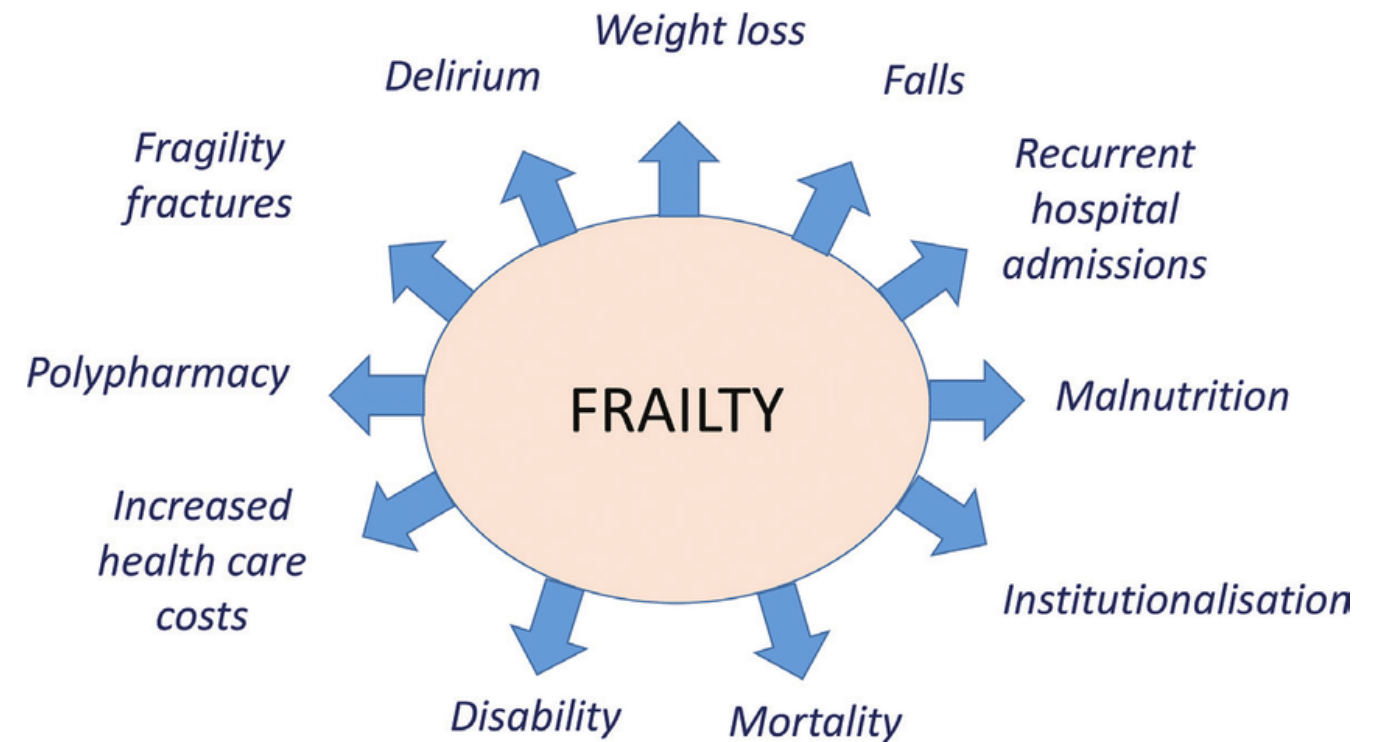 Weight loss
Delirium
Falls
Fragility
fractures
Recurrent
hospital
admissions
Polypharmacy
FRAILTY
Malnutrition
Increased
health care
costs
Institutionalisation
Disability
Mortality